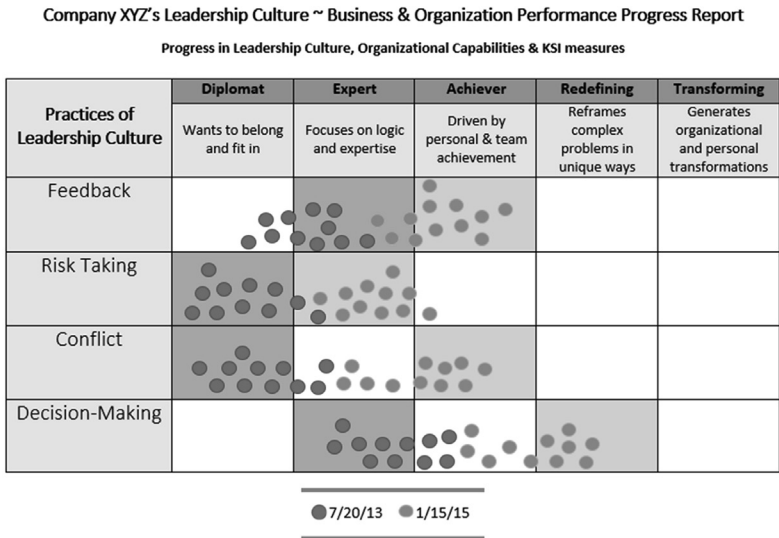 Company XYZ's Leadership Culture ~ Business & Organization Performance Progress Report
Progress in Leadership Culture, Organizational Capabilities & KSI measures
Practices of
Leadership Culture
Diplomat
Wants to belong
and fit in
Expert
Focuses on logic
and expertise
Achiever
Driven by
personal & team
achievement
Redefining
Reframes
complex
problems in
unique ways
Transforming
Generates
organizational
and personal
transformations
Feedback
Risk Taking
Conflict
Decision-Making
7/20/13
1/15/15